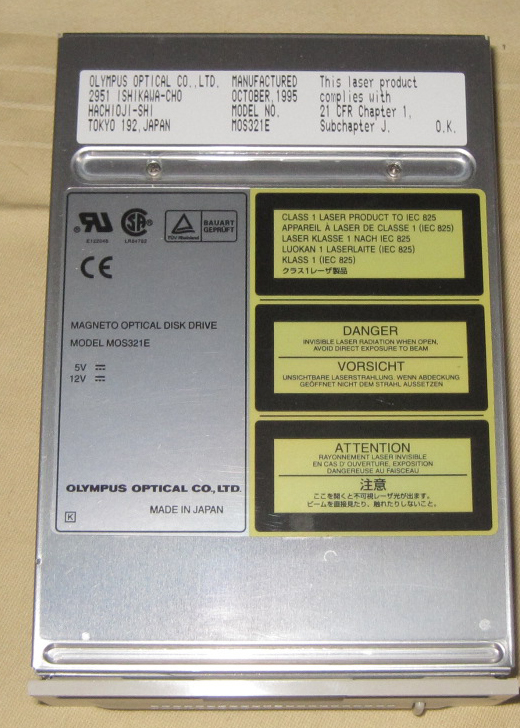 OLYMPUS OPTICAL CO.,LTD.
2951 ISHIKAWA-CHO
HACHIOJI-SHI
TOKYO 192,JAPAN
MANUFACTURED
OCTOBER,1995
MODEL NO.
MOS321E
This laser product
complies with
21 CFR Chapter 1,
Subchapter J.
O.K.
BAUART
GEPRÜFT
CE
MAGNETO OPTICAL DISK DRIVE
MODEL MOS321E
5V
12V
OLYMPUS OPTICAL CO.,LTD.
MADE IN JAPAN
K
CLASS 1 LASER PRODUCT TO IEC 825
APPAREIL À LASER DE CLASSE 1 (IEC 825)
LASER KLASSE 1 NACH IEC 825
LUOKAN 1 LASERLAITE (IEC 825)
KLASS 1 (IEC 825)
クラス1レーザ製品
DANGER
INVISIBLE LASER RADIATION WHEN OPEN,
AVOID DIRECT EXPOSURE TO BEAM
VORSICHT
UNSICHTBARE LASERSTRAHLUNG, WENN ABDECKUNG
GEÖFFNET NICHT DEM STRAHL AUSSETZEN
ATTENTION
RAYONNEMENT LASER INVISIBLE
EN CAS D' OUVERTURE, EXPOSITION
DANGEREUSE AU FAISCEAU
注意
ここを開くと不可視レーザ光が出ます。
ビームを直接見たり、触れたりしないこと。